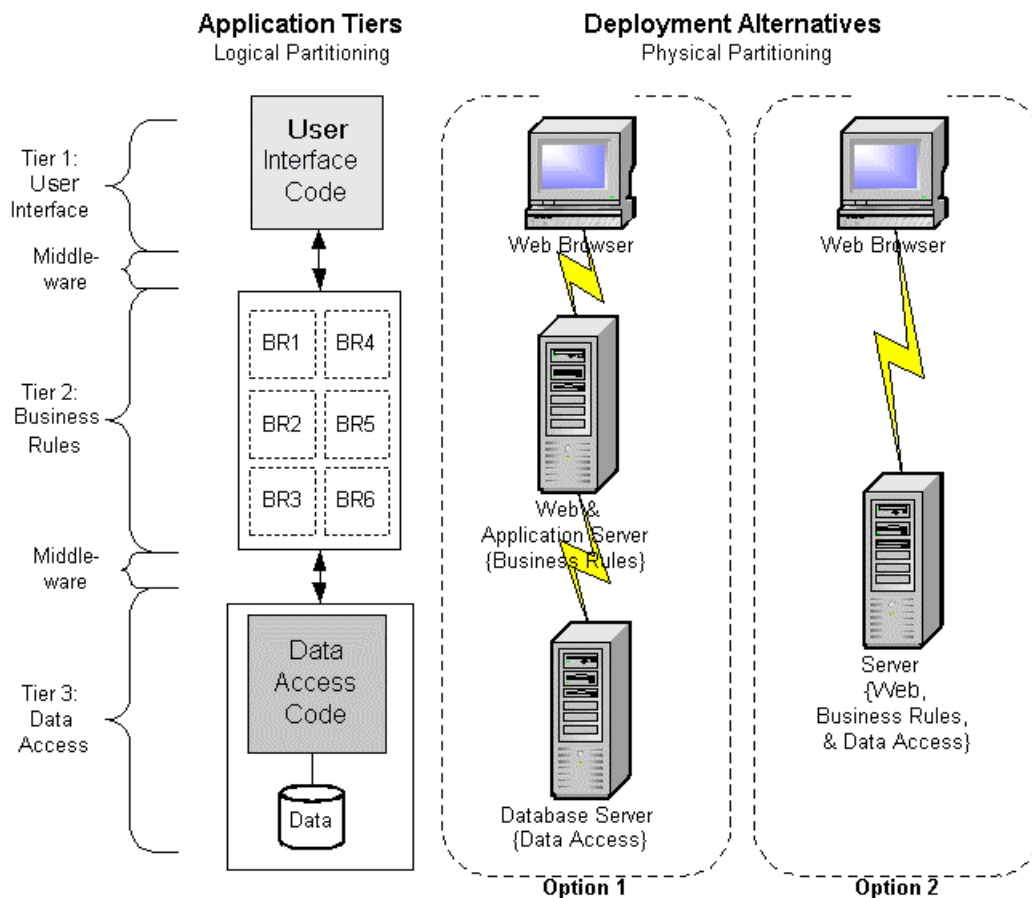 Application Tiers
Logical Partitioning
Deployment Alternatives
Physical Partitioning
Tier 1:
User
Interface
Middle-
ware
Tier 2:
Business
Rules
Middle-
ware
Tier 3:
Data
Access
User
Interface
Code
BR1
BR4
BR2
BR5
BR3
BR6
Data
Access
Code
Data
Web Browser
Web &
Application Server
{Business Rules}
Database Server
{Data Access}
Option 1
Web Browser
Server
{Web,
Business Rules,
& Data Access}
Option 2